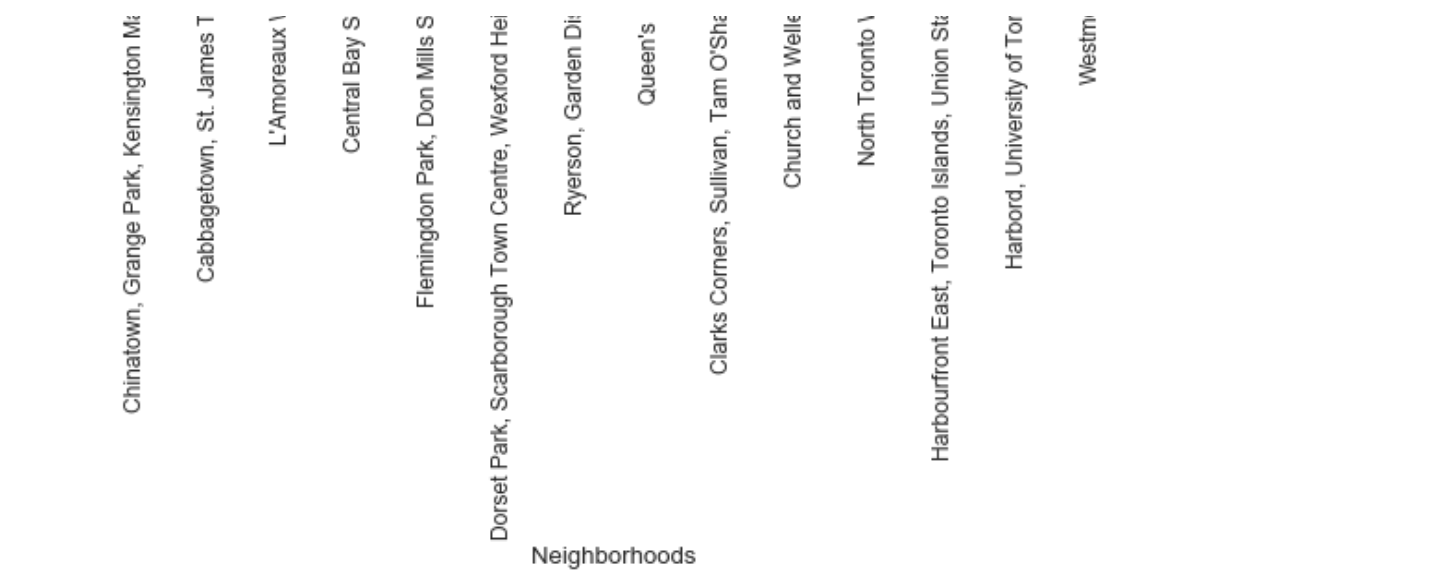 Chinatown, Grange Park, Kensington
Cabbagetown, St. James
L'Amoreaux
Central Bay
Flemingdon Park, Don Mills
Dorset Park, Scarborough Town Centre, Wexford
Ryerson, Garden
Queen's
Clarks Corners, Sullivan, Tam
Church and
North Toronto
Harbourfront East, Toronto Islands, Union
Harbord, University of
Neighborhoods